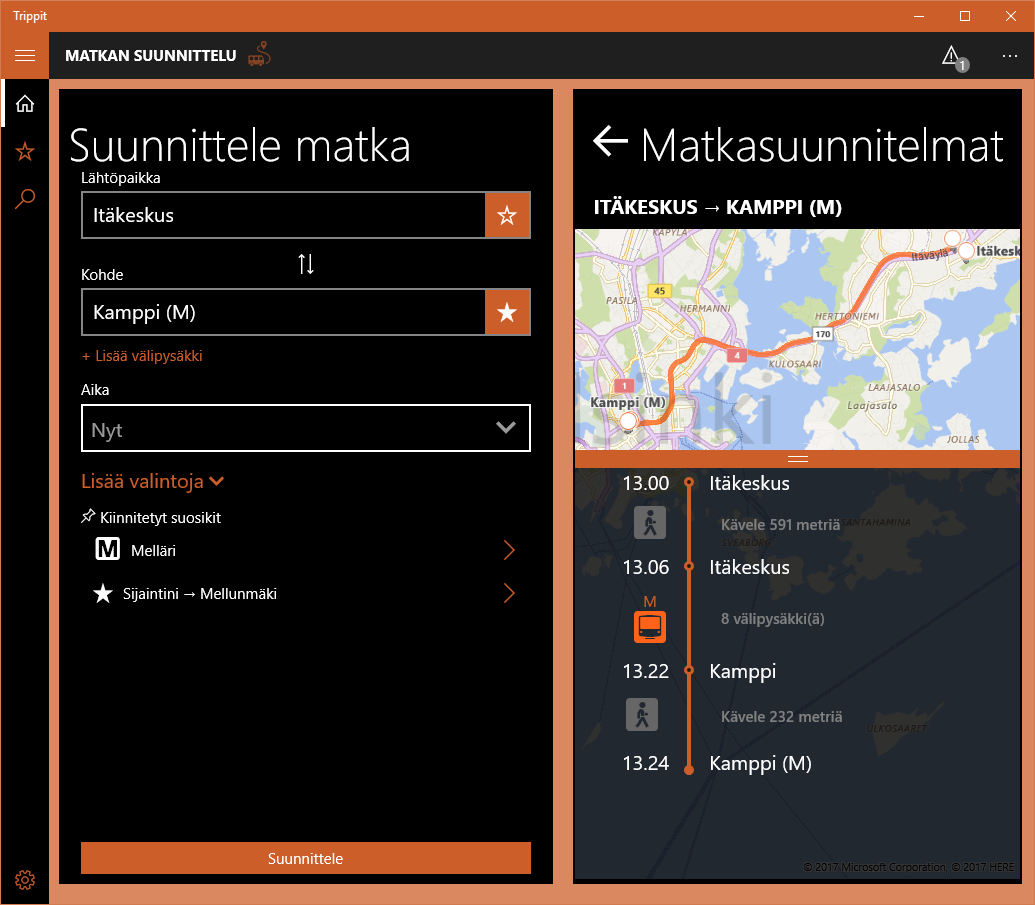 Trippit
MATKAN SUUNNITTELU
1
Suunnittele matka
Lähtöpaikka
Itäkeskus
Kohde
Kamppi (M)
+ Lisää välipysäkki
Aika
Nyt
Lisää valintoja
Kiinnitetyt suosikit
M Melläri
Sijaintini → Mellunmäki
Suunnittele
Matkasuunnitelmat
ITÄKESKUS → KAMPPI (M)
KÄPYLÄ
Itäväylä
Itäkesk
45
PASILA
HERMANNI
HERTTONIEMI
170
4
KULOSAARI
1
LAAJASALO
Kamppi (M)
Laajasalo
inki
JOLLAS
13.00 Itäkeskus
Kävele 591 metriä
SANTAHAMINA
SVEABORG
13.06 Itäkeskus
M
8 välipysäkki(ä)
13.22 Kamppi
Kävele 232 metriä
ULKOSAARET
13.24 Kamppi (M)
© 2017 Microsoft Corporation, © 2017 HERE